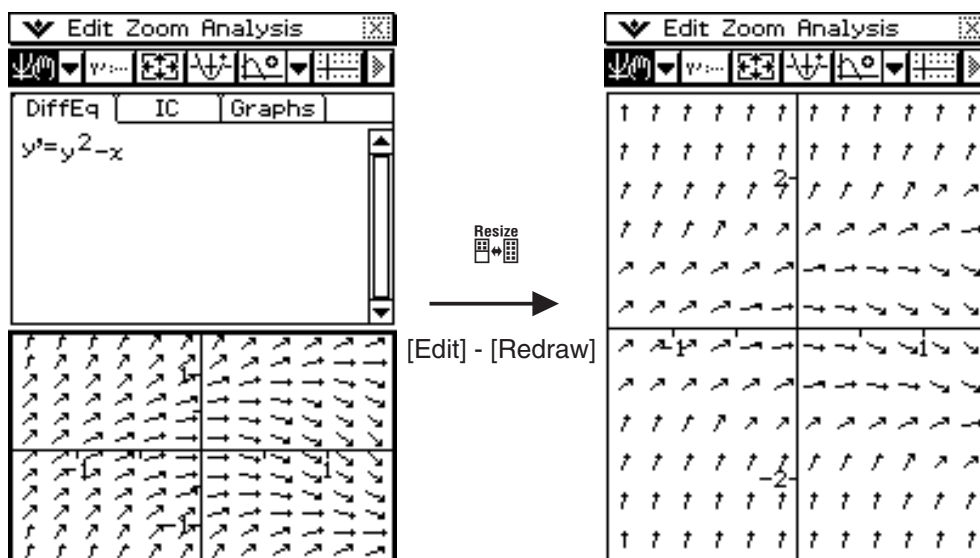 Edit Zoom Analysis
DiffEq IC Graphs
y'=y²-x
1
-1 1
-1
Resize
[Edit] - [Redraw]
Edit Zoom Analysis
2
-1 1
-2